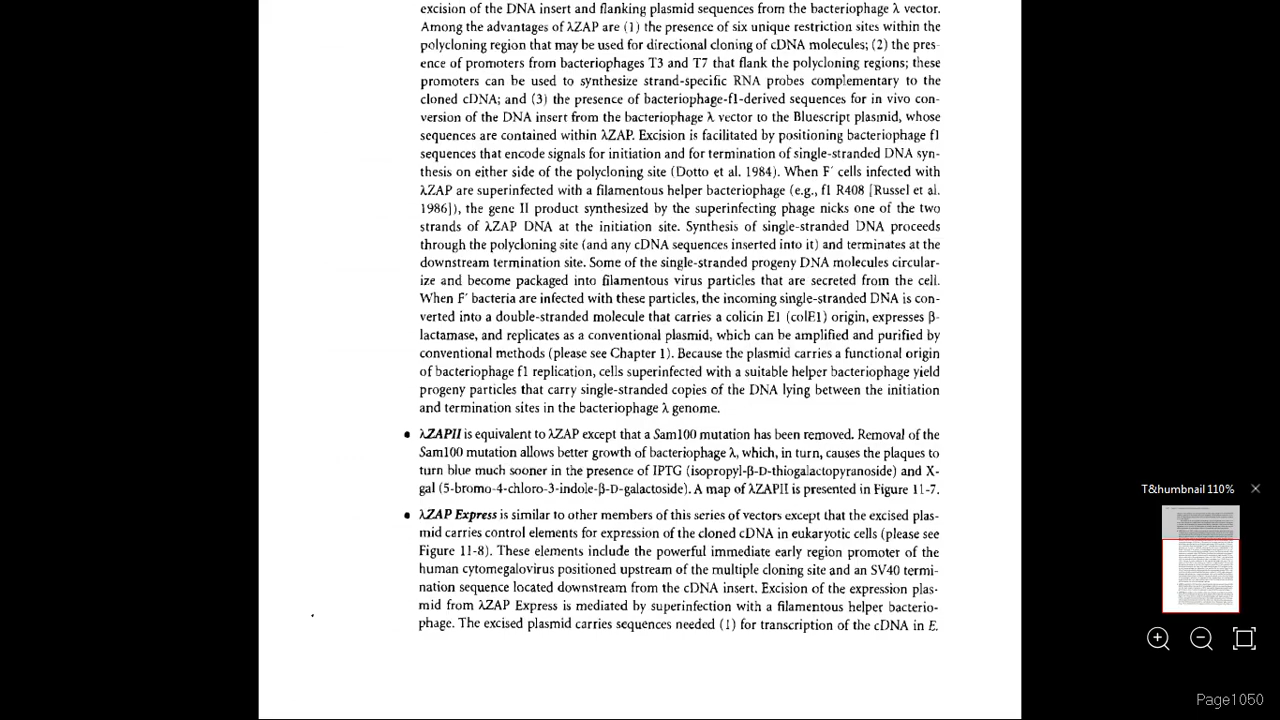 excision of the DNA insert and flanking plasmid sequences from the bacteriophage λ vector.
Among the advantages of λZAP are (1) the presence of six unique restriction sites within the
polycloning region that may be used for directional cloning of cDNA molecules; (2) the pres-
ence of promoters from bacteriophages T3 and T7 that flank the polycloning regions; these
promoters can be used to synthesize strand-specific RNA probes complementary to the
cloned cDNA; and (3) the presence of bacteriophage-f1-derived sequences for in vivo con-
version of the DNA insert from the bacteriophage λ vector to the Bluescript plasmid, whose
sequences are contained within λZAP. Excision is facilitated by positioning bacteriophage f1
sequences that encode signals for initiation and for termination of single-stranded DNA syn-
thesis on either side of the polycloning site (Dotto et al. 1984). When F′ cells infected with
λZAP are superinfected with a filamentous helper bacteriophage (e.g., f1 R408 [Russel et al.
1986]), the gene II product synthesized by the superinfecting phage nicks one of the two
strands of λZAP DNA at the initiation site. Synthesis of single-stranded DNA proceeds
through the polycloning site (and any cDNA sequences inserted into it) and terminates at the
downstream termination site. Some of the single-stranded progeny DNA molecules circular-
ize and become packaged into filamentous virus particles that are secreted from the cell.
When F′ bacteria are infected with these particles, the incoming single-stranded DNA is con-
verted into a double-stranded molecule that carries a colicin E1 (colE1) origin, expresses β-
lactamase, and replicates as a conventional plasmid, which can be amplified and purified by
conventional methods (please see Chapter 1). Because the plasmid carries a functional origin
of bacteriophage f1 replication, cells superinfected with a suitable helper bacteriophage yield
progeny particles that carry single-stranded copies of the DNA lying between the initiation
and termination sites in the bacteriophage λ genome.
• λZAPII is equivalent to λZAP except that a Sam100 mutation has been removed. Removal of the
Sam100 mutation allows better growth of bacteriophage λ, which, in turn, causes the plaques to
turn blue much sooner in the presence of IPTG (isopropyl-β-D-thiogalactopyranoside) and X-
gal (5-bromo-4-chloro-3-indole-β-D-galactoside). A map of λZAPII is presented in Figure 11-7.
• λZAP Express is similar to other members of this series of vectors except that the excised plas-
mid carries control elements for expression of the cloned cDNA in eukaryotic cells (please see
These elements include the powerful immediate early region promoter of the
human cytomegalovirus positioned upstream of the multiple cloning site and an SV40 termi-
nation sequence located downstream from the cDNA insert. Excision of the expression plas-
mid from λZAP Express is mediated by superinfection with a filamentous helper bacterio-
phage. The excised plasmid carries sequences needed (1) for transcription of the cDNA in E.
T&thumbnail 110%
Page1050